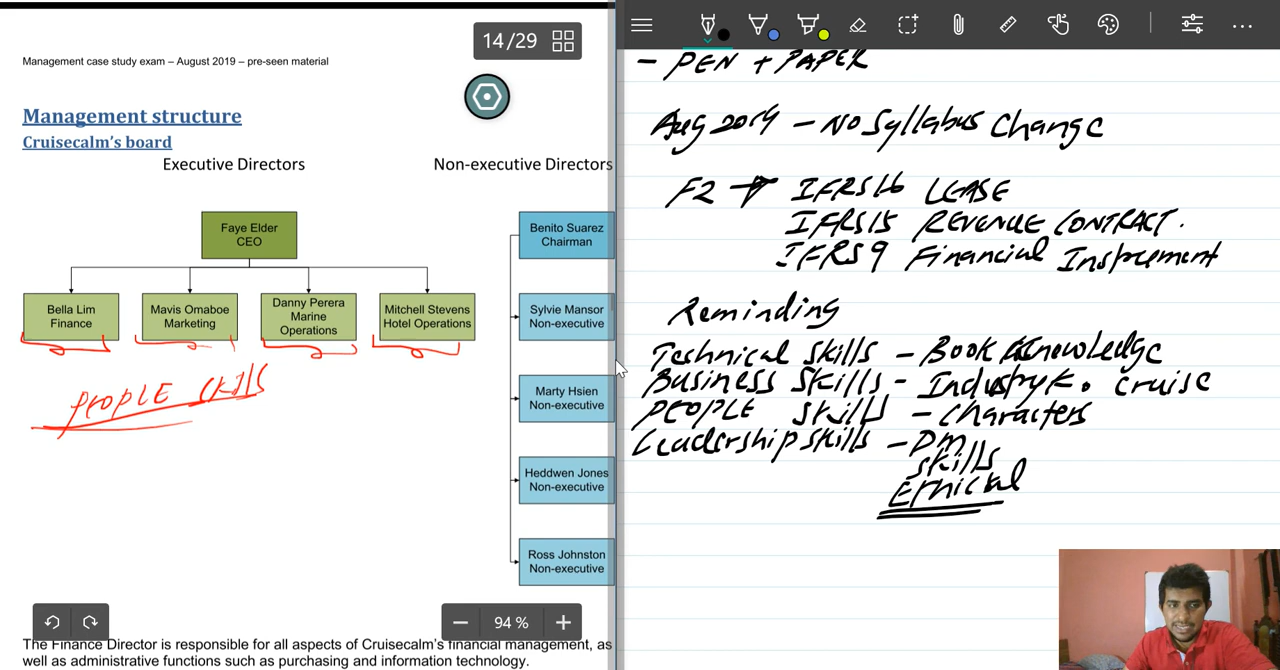 14/29
Management case study exam – August 2019 – pre-seen material
Management structure
Cruisecalm's board
Executive Directors
Non-executive Directors
Faye Elder
CEO
Benito Suarez
Chairman
Bella Lim
Finance
Mavis Omaboe
Marketing
Danny Perera
Marine
Operations
Mitchell Stevens
Hotel Operations
Sylvie Mansor
Non-executive
Marty Hsien
Non-executive
Heddwen Jones
Non-executive
Ross Johnston
Non-executive
PEOPLE SKILLS
94 %
The Finance Director is responsible for all aspects of Cruisecalm's financial management, as
well as administrative functions such as purchasing and information technology.
- PEN + PAPER
Aug 2019 - No Syllabus Change
F2 → IFRS16 LEASE
IFRS15 REVENUE CONTRACT.
IFRS 9 Financial Instrument
Reminding
Technical skills - Book Knowledge
Business skills - Industry K. Cruise
PEOPLE skills - characters
Leadership skills - DM
skills
Ethical